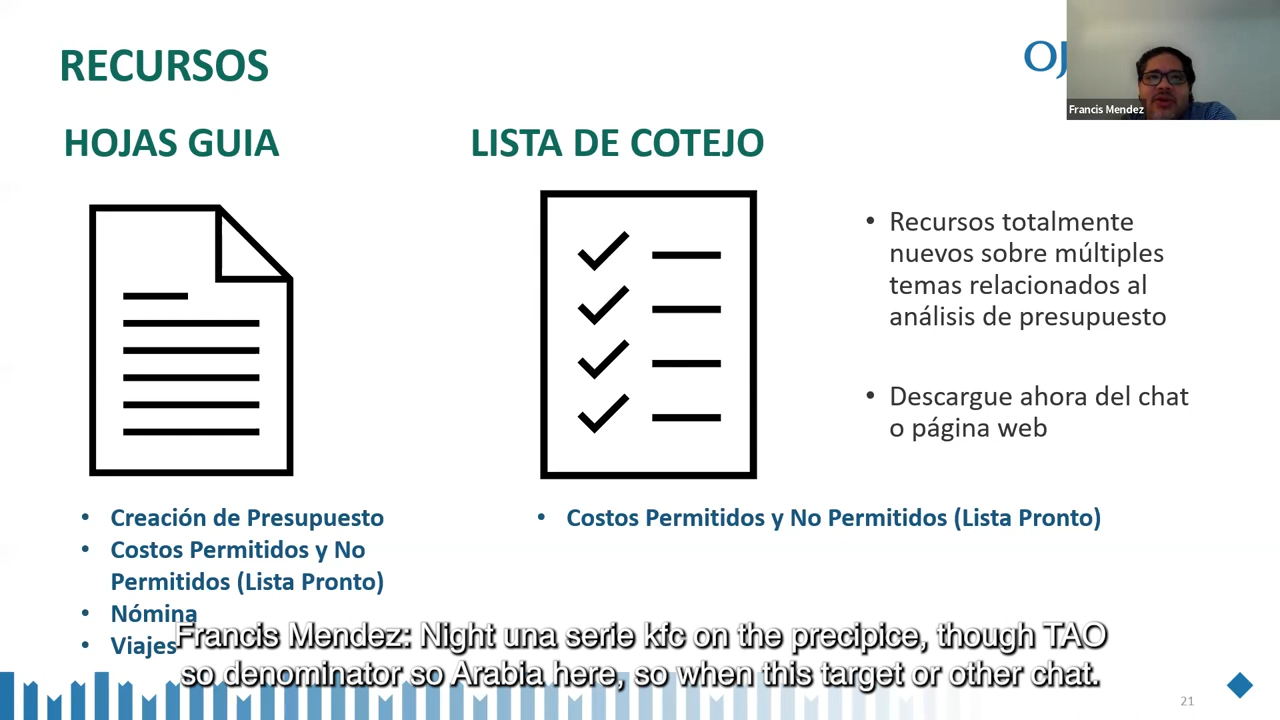 RECURSOS
OJ
Francis Mendez
HOJAS GUIA
LISTA DE COTEJO
• Recursos totalmente
nuevos sobre múltiples
temas relacionados al
análisis de presupuesto
• Descargue ahora del chat
o página web
• Creación de Presupuesto
• Costos Permitidos y No
Permitidos (Lista Pronto)
• Nómina
• Viajes
• Costos Permitidos y No Permitidos (Lista Pronto)
Francis Mendez: Night una serie kfc on the precipice, though TAO
so denominator so Arabia here, so when this target or other chat.
21